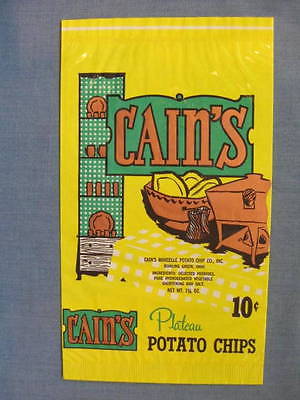 CAIN'S
CAIN'S MARCELLE POTATO CHIP CO., INC.
BOWLING GREEN, OHIO
INGREDIENTS: SELECTED POTATOES,
PURE HYDROGENATED VEGETABLE
SHORTENING AND SALT.
NET WT. 1⅛ OZ.
10¢
CAIN'S
Plateau
POTATO CHIPS